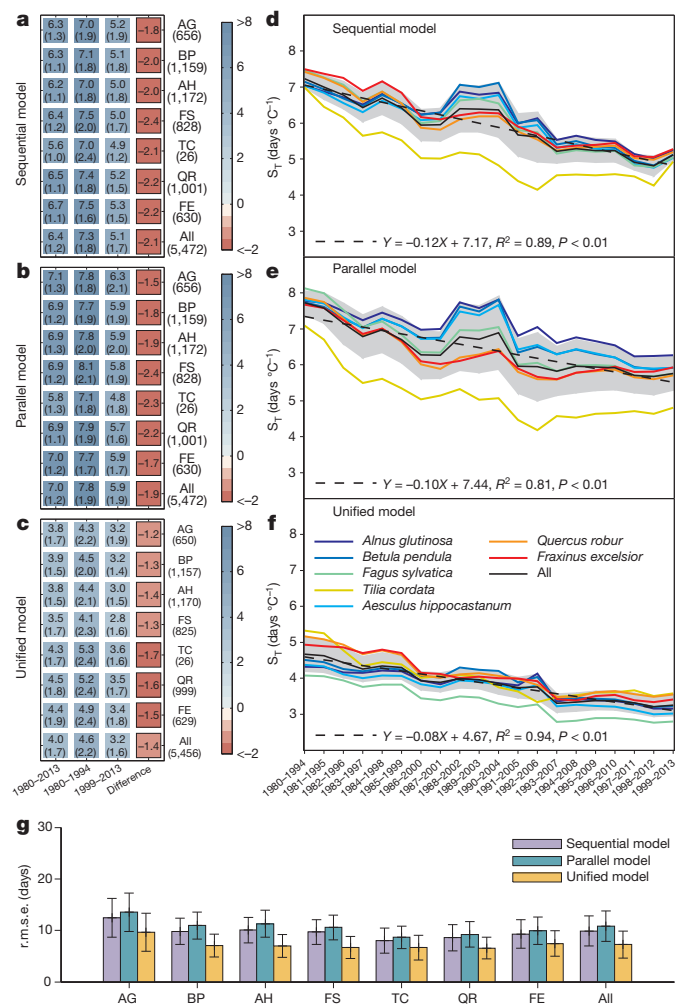 a
Sequential model
6.3 7.0 5.2 −1.8 AG
(1.3) (1.9) (1.9) (656)
6.3 7.1 5.1 −2.0 BP
(1.1) (1.8) (1.8) (1,159)
6.2 7.0 5.0 −2.0 AH
(1.1) (1.8) (1.8) (1,172)
6.4 7.5 5.0 −2.4 FS
(1.2) (2.0) (1.7) (828)
5.6 7.0 4.9 −2.1 TC
(1.0) (2.4) (1.2) (26)
6.5 7.4 5.2 −2.2 QR
(1.1) (1.8) (1.5) (1,001)
6.7 7.5 5.3 −2.2 FE
(1.2) (1.6) (1.5) (630)
6.4 7.3 5.1 −2.1 All
(1.2) (1.8) (1.7) (5,472)
>8
8
6
4
2
0
<−2
b
Parallel model
7.1 7.8 6.3 −1.5 AG
(1.3) (1.8) (2.1) (656)
6.9 7.7 5.9 −1.8 BP
(1.2) (1.9) (1.9) (1,159)
6.9 7.8 5.9 −1.9 AH
(1.3) (2.0) (2.0) (1,172)
6.9 8.1 5.8 −2.4 FS
(1.3) (2.1) (1.9) (828)
5.8 7.1 4.8 −2.3 TC
(1.3) (1.8) (1.8) (26)
6.9 7.9 5.7 −2.2 QR
(1.1) (1.9) (1.6) (1,001)
7.0 7.7 5.9 −1.7 FE
(1.2) (1.7) (1.7) (630)
7.0 7.8 5.9 −1.9 All
(1.2) (1.9) (1.9) (5,472)
>8
6
4
2
0
<−2
c
Unified model
3.8 4.3 3.2 −1.2 AG
(1.7) (2.2) (1.9) (650)
3.9 4.5 3.2 −1.3 BP
(1.5) (2.0) (1.4) (1,157)
3.8 4.4 3.0 −1.4 AH
(1.5) (2.1) (1.5) (1,170)
3.5 4.1 2.8 −1.3 FS
(1.7) (2.3) (1.6) (825)
4.3 5.3 3.6 −1.7 TC
(1.7) (2.4) (1.6) (26)
4.5 5.2 3.5 −1.6 QR
(1.8) (2.4) (1.7) (999)
4.4 4.9 3.4 −1.5 FE
(1.9) (2.4) (1.8) (629)
4.0 4.6 3.2 −1.4 All
(1.7) (2.2) (1.6) (5,456)
>8
6
4
2
0
<−2
1980–2013
1980–1994
1999–2013
Difference
d
Sequential model
S_T (days °C⁻¹)
8
7
6
5
4
3
Y = −0.12X + 7.17, R² = 0.89, P < 0.01
e
Parallel model
S_T (days °C⁻¹)
8
7
6
5
4
3
Y = −0.10X + 7.44, R² = 0.81, P < 0.01
f
Unified model
S_T (days °C⁻¹)
8
7
6
5
4
3
Alnus glutinosa
Betula pendula
Fagus sylvatica
Tilia cordata
Aesculus hippocastanum
Quercus robur
Fraxinus excelsior
All
Y = −0.08X + 4.67, R² = 0.94, P < 0.01
1980–1994
1981–1995
1982–1996
1983–1997
1984–1998
1985–1999
1986–2000
1987–2001
1988–2002
1989–2003
1990–2004
1991–2005
1992–2006
1993–2007
1994–2008
1995–2009
1996–2010
1997–2011
1998–2012
1999–2013
g
r.m.s.e. (days)
30
20
10
0
Sequential model
Parallel model
Unified model
AG BP AH FS TC QR FE All